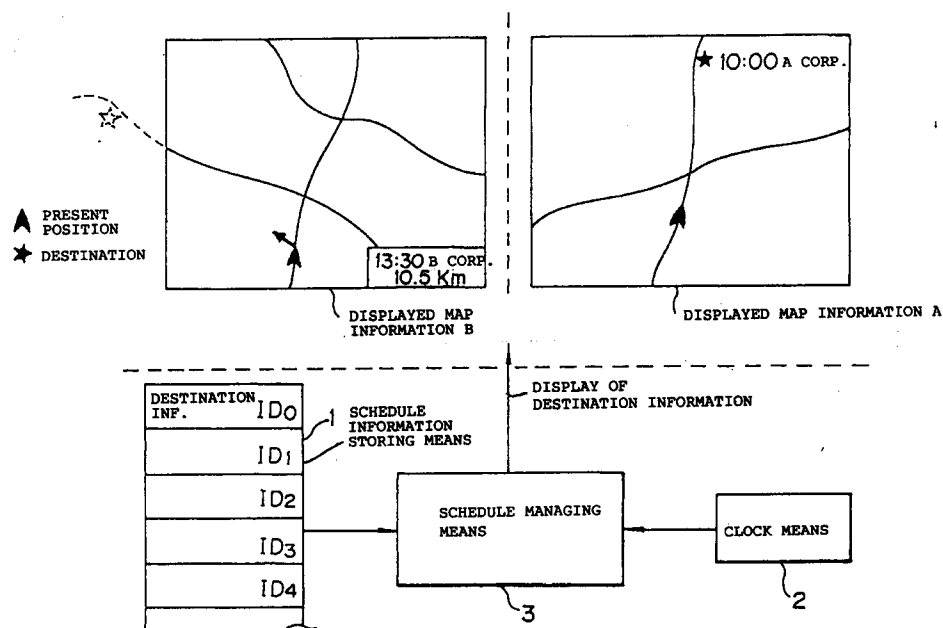 10:00 A CORP.
PRESENT
POSITION
DESTINATION
13:30 B CORP.
10.5 Km
DISPLAYED MAP
INFORMATION B
DISPLAYED MAP INFORMATION A
DISPLAY OF
DESTINATION INFORMATION
DESTINATION
INF.
ID0
1 SCHEDULE
INFORMATION
STORING MEANS
ID1
ID2
ID3
ID4
SCHEDULE MANAGING
MEANS
3
CLOCK MEANS
2